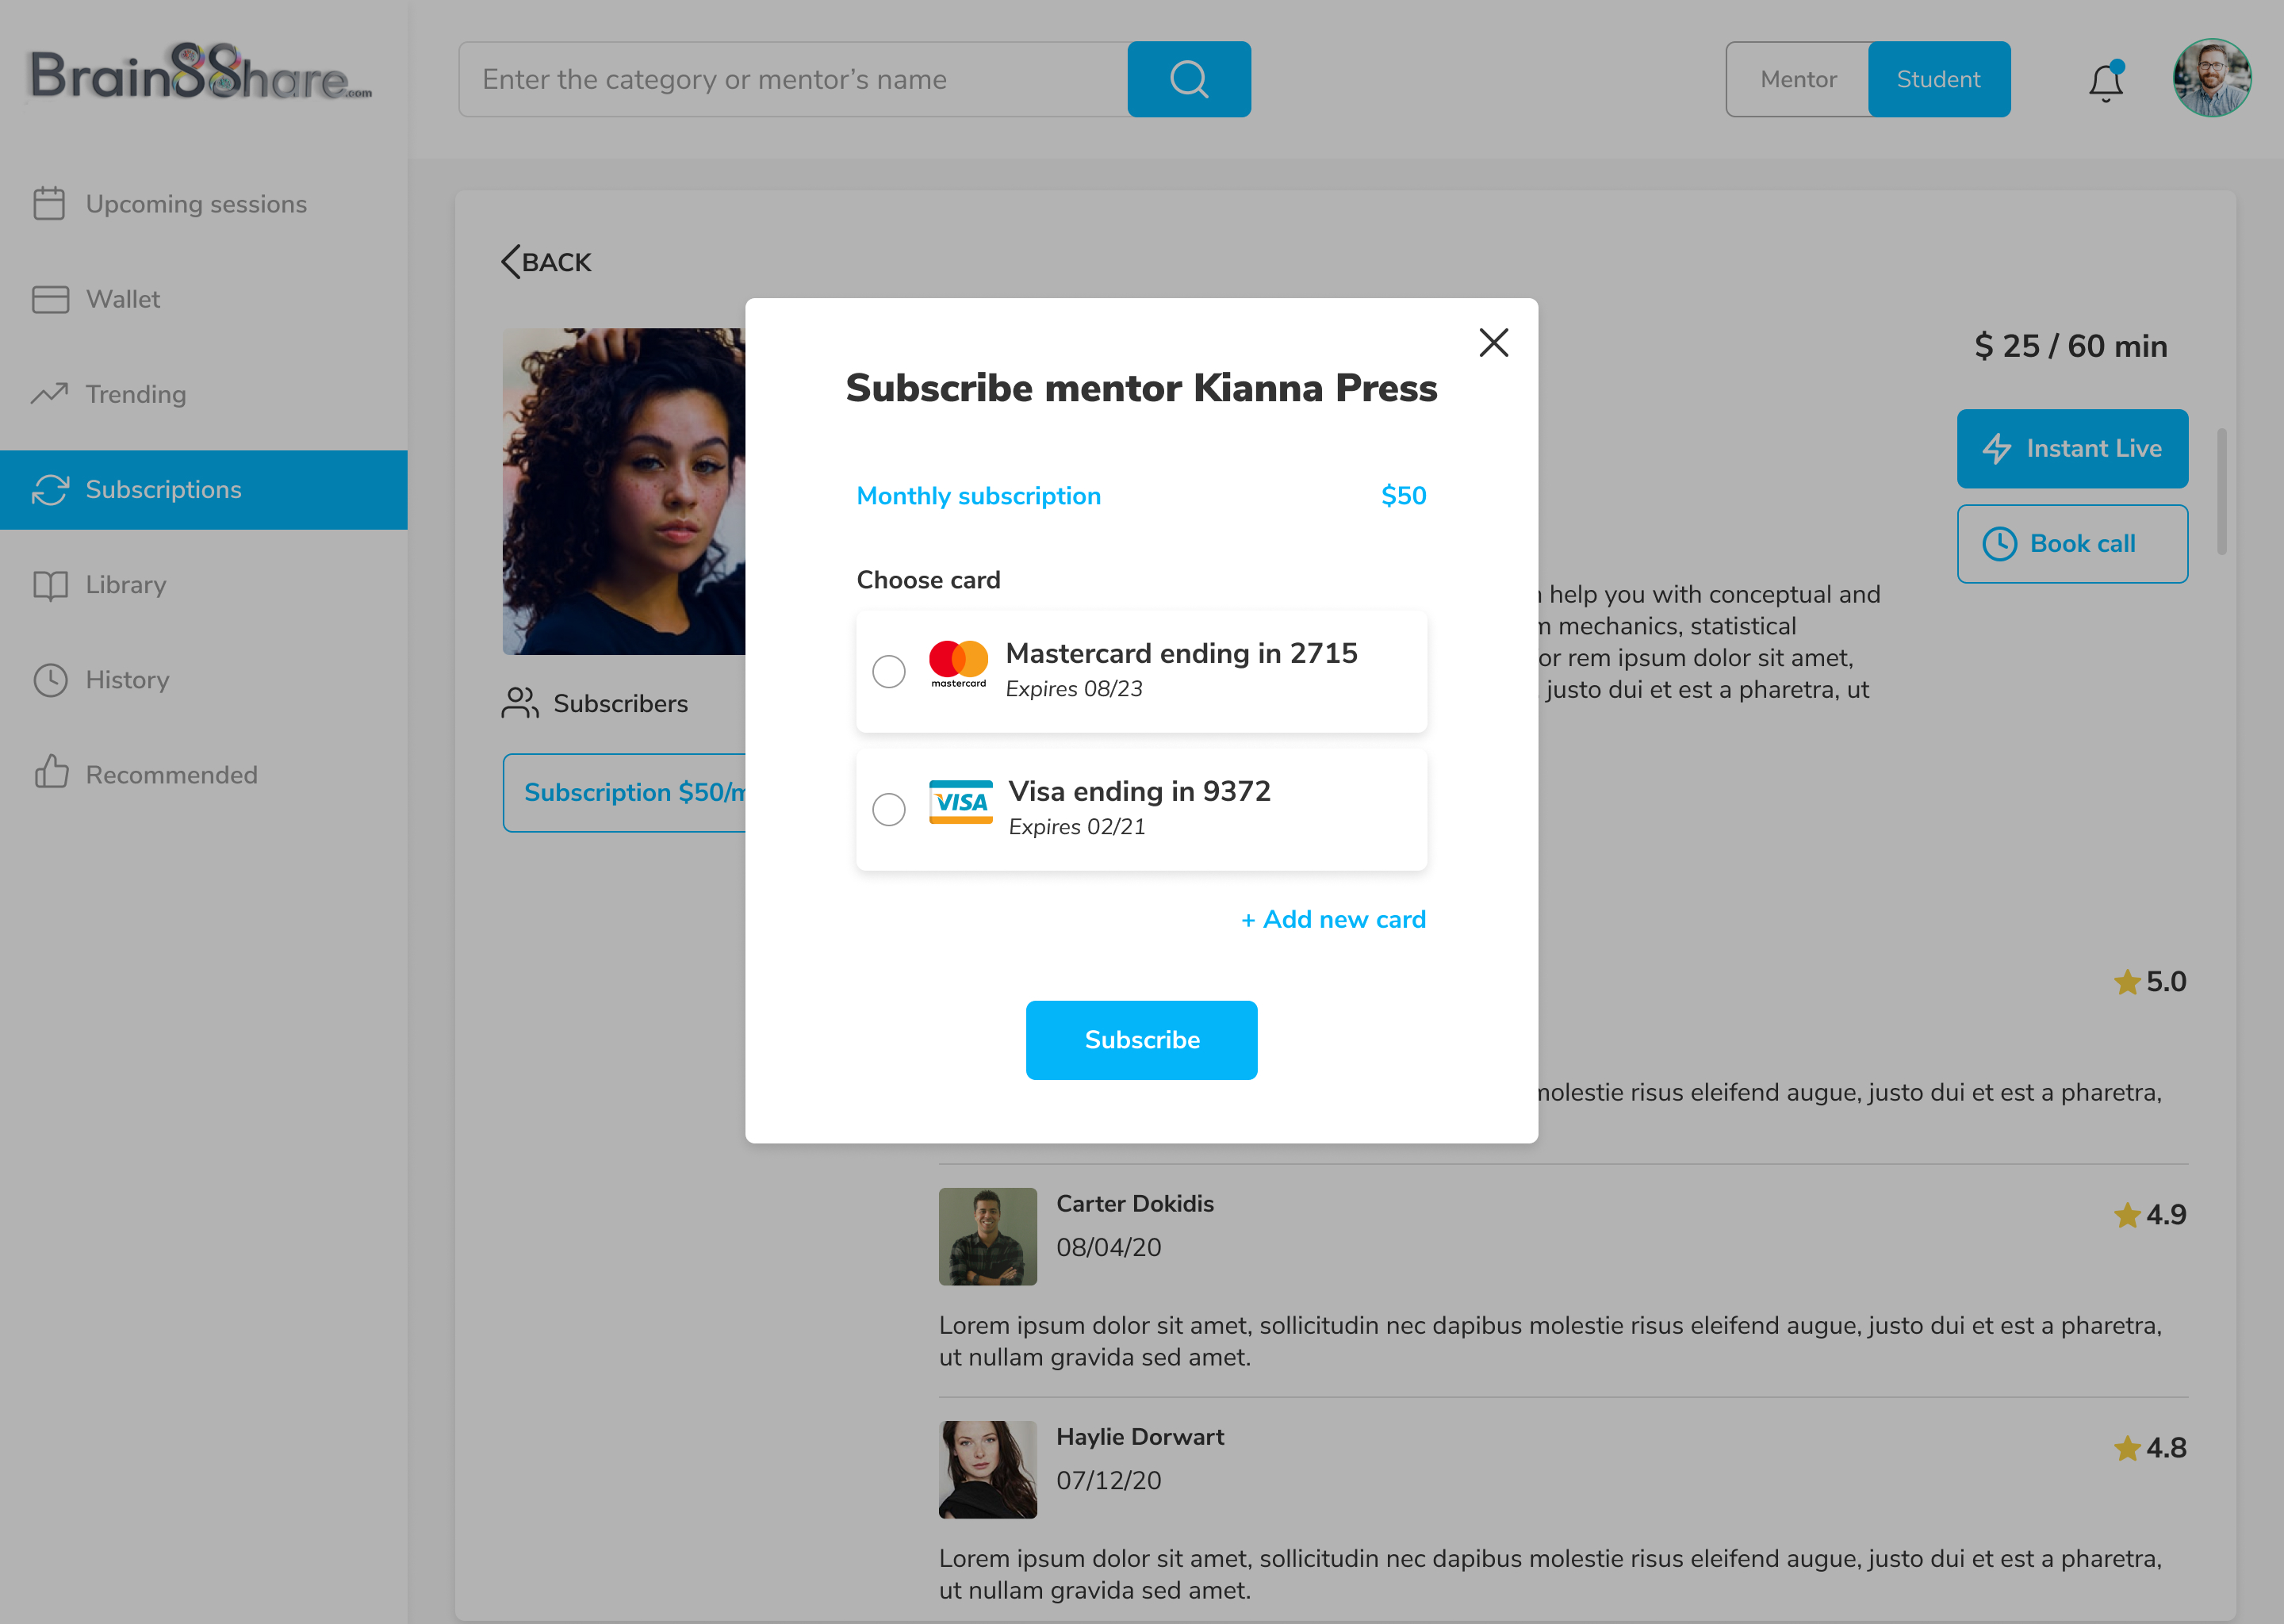 Brain88hare.com
Enter the category or mentor’s name
Mentor
Student
Upcoming sessions
Wallet
Trending
Subscriptions
Library
History
Recommended
BACK
Subscribers
Subscription $50/m
Subscribe mentor Kianna Press
Monthly subscription $50
Choose card
mastercard
Mastercard ending in 2715
Expires 08/23
VISA
Visa ending in 9372
Expires 02/21
+ Add new card
Subscribe
$ 25 / 60 min
Instant Live
Book call
help you with conceptual and
mechanics, statistical
or rem ipsum dolor sit amet,
justo dui et est a pharetra, ut
5.0
molestie risus eleifend augue, justo dui et est a pharetra,
Carter Dokidis
4.9
08/04/20
Lorem ipsum dolor sit amet, sollicitudin nec dapibus molestie risus eleifend augue, justo dui et est a pharetra,
ut nullam gravida sed amet.
Haylie Dorwart
4.8
07/12/20
Lorem ipsum dolor sit amet, sollicitudin nec dapibus molestie risus eleifend augue, justo dui et est a pharetra,
ut nullam gravida sed amet.